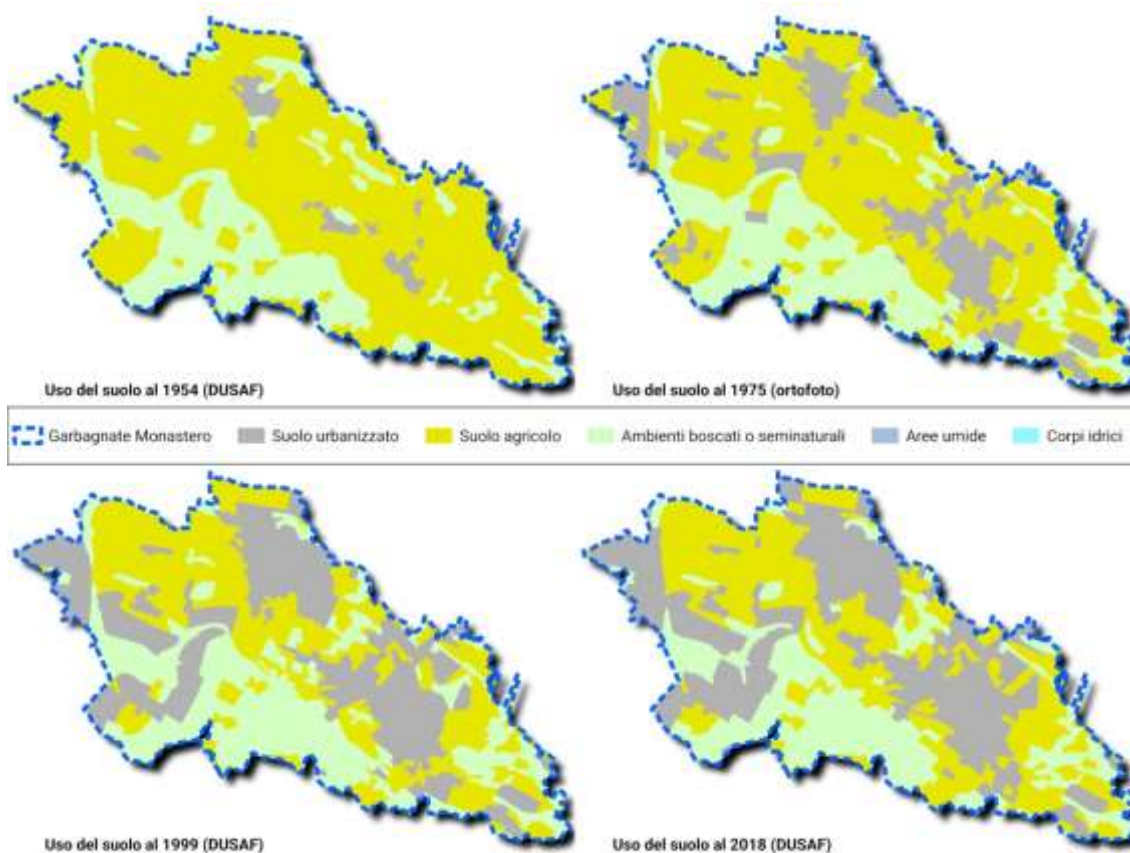 Uso del suolo al 1954 (DUSAF)
Uso del suolo al 1975 (ortofoto)
Garbagnate Monastero
Suolo urbanizzato
Suolo agricolo
Ambienti boscati o seminaturali
Aree umide
Corpi idrici
Uso del suolo al 1999 (DUSAF)
Uso del suolo al 2018 (DUSAF)